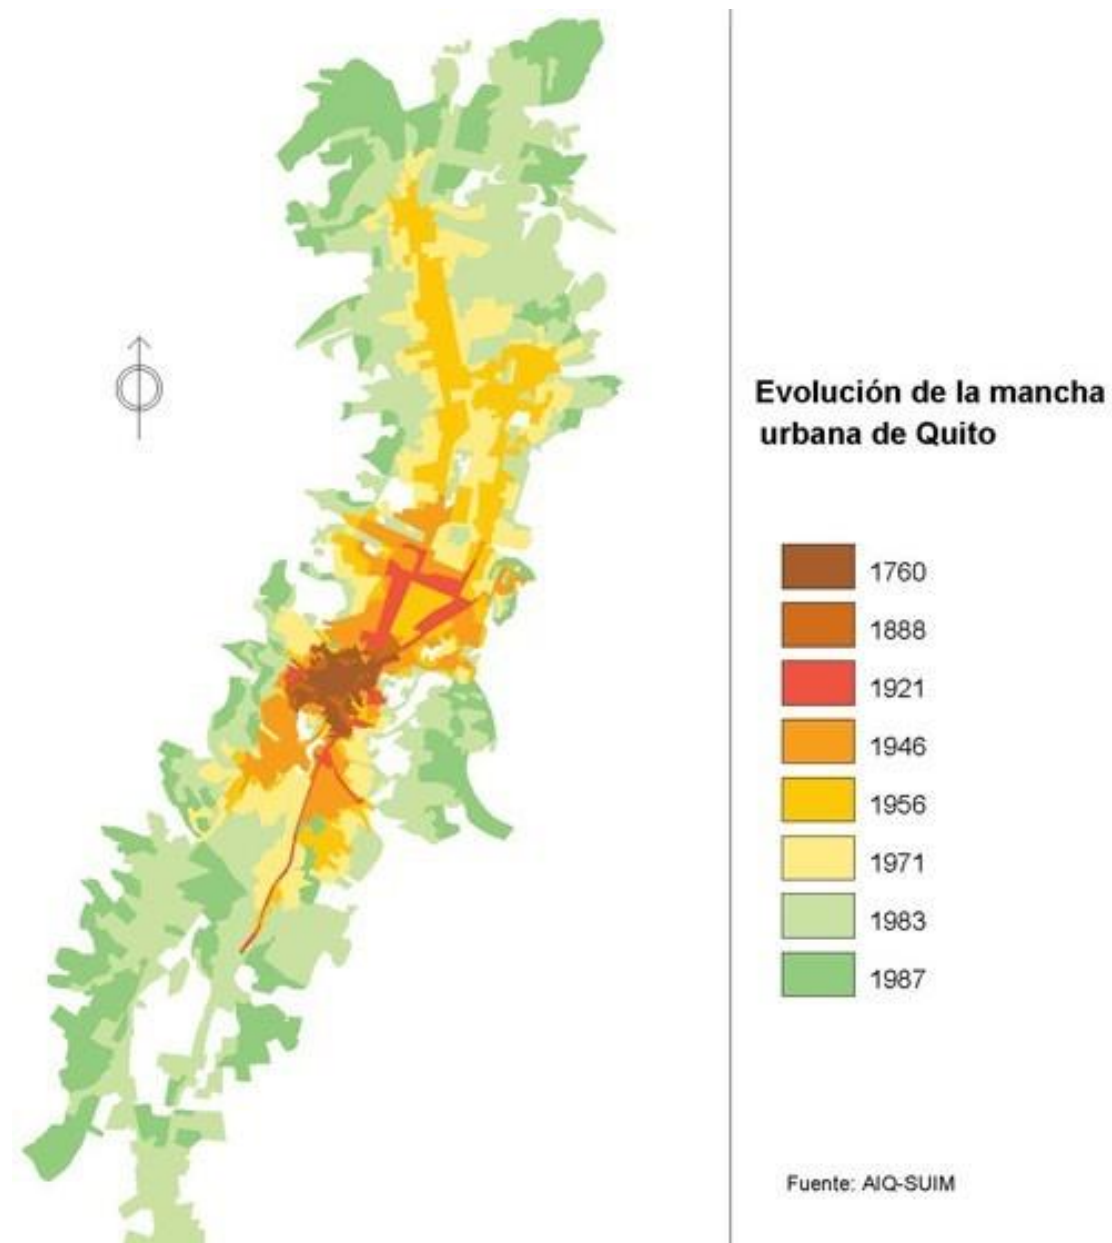 Evolución de la mancha
urbana de Quito
1760
1888
1921
1946
1956
1971
1983
1987
Fuente: AIQ-SUIM